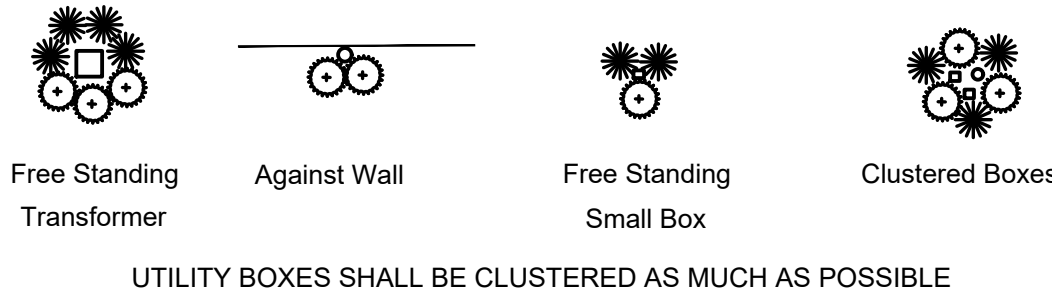 Free Standing
Transformer
Against Wall
Free Standing
Small Box
Clustered Boxes
UTILITY BOXES SHALL BE CLUSTERED AS MUCH AS POSSIBLE